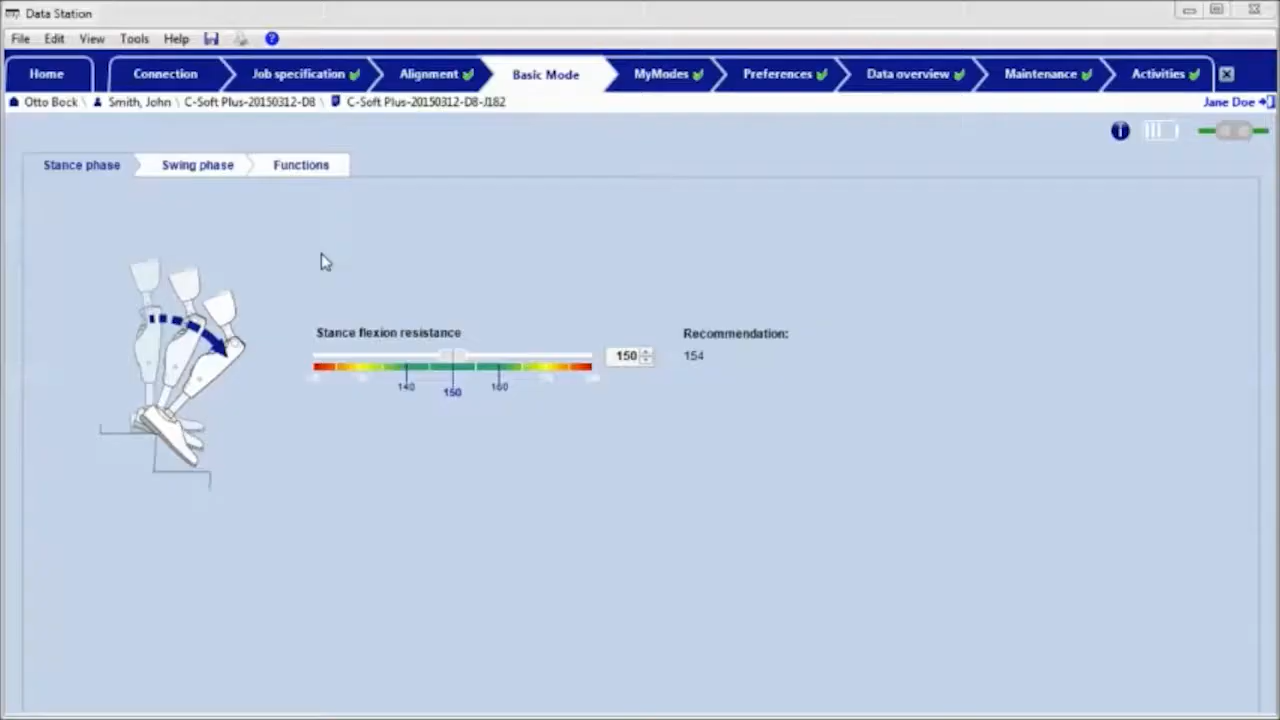 Data Station
File Edit View Tools Help
Home Connection Job specification Alignment Basic Mode MyModes Preferences Data overview Maintenance Activities
Otto Bock \ Smith, John \ C-Soft Plus-20150312-D8 \ C-Soft Plus-20150312-D8-J182 Jane Doe
Stance phase Swing phase Functions
Stance flexion resistance Recommendation:
150 154
140 150 160